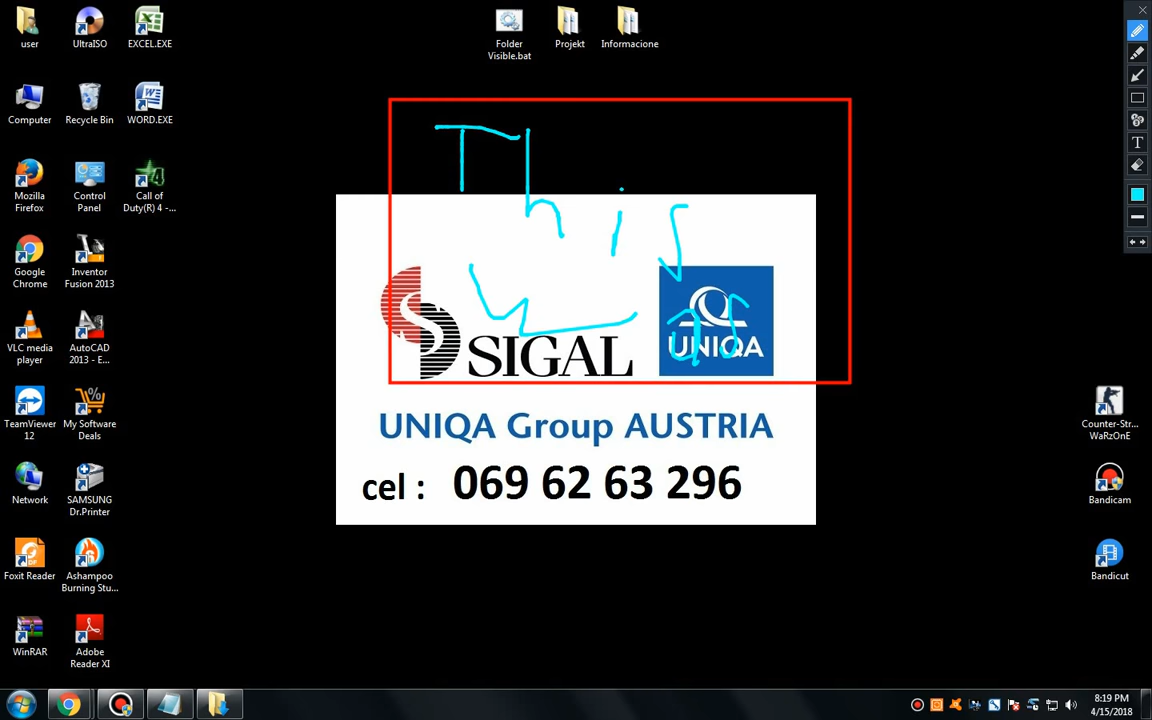 user
UltraISO
EXCEL.EXE
Folder
Visible.bat
Projekt
Informacione
Computer
Recycle Bin
WORD.EXE
Mozilla
Firefox
Control
Panel
Call of
Duty(R) 4 -...
Google
Chrome
Inventor
Fusion 2013
VLC media
player
AutoCAD
2013 - E...
TeamViewer
12
My Software
Deals
Network
SAMSUNG
Dr.Printer
Foxit Reader
Ashampoo
Burning Stu...
WinRAR
Adobe
Reader XI
This
was
SIGAL
UNIQA
UNIQA Group AUSTRIA
cel : 069 62 63 296
Counter-Str...
WaRzOnE
Bandicam
Bandicut
T
8:19 PM
4/15/2018